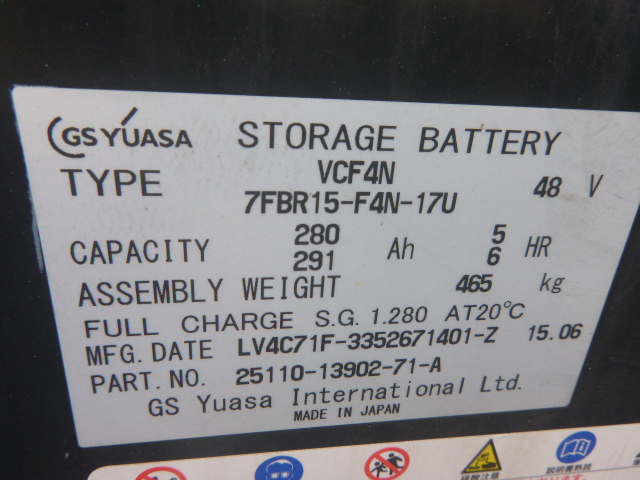 GS YUASA STORAGE BATTERY
TYPE VCF4N 48 V
7FBR15-F4N-17U
CAPACITY 280 Ah 5 HR
291 6
ASSEMBLY WEIGHT 465 kg
FULL CHARGE S.G. 1.280 AT20℃
MFG. DATE LV4C71F-3352671401-Z 15.06
PART. NO. 25110-13902-71-A
GS Yuasa International Ltd.
MADE IN JAPAN